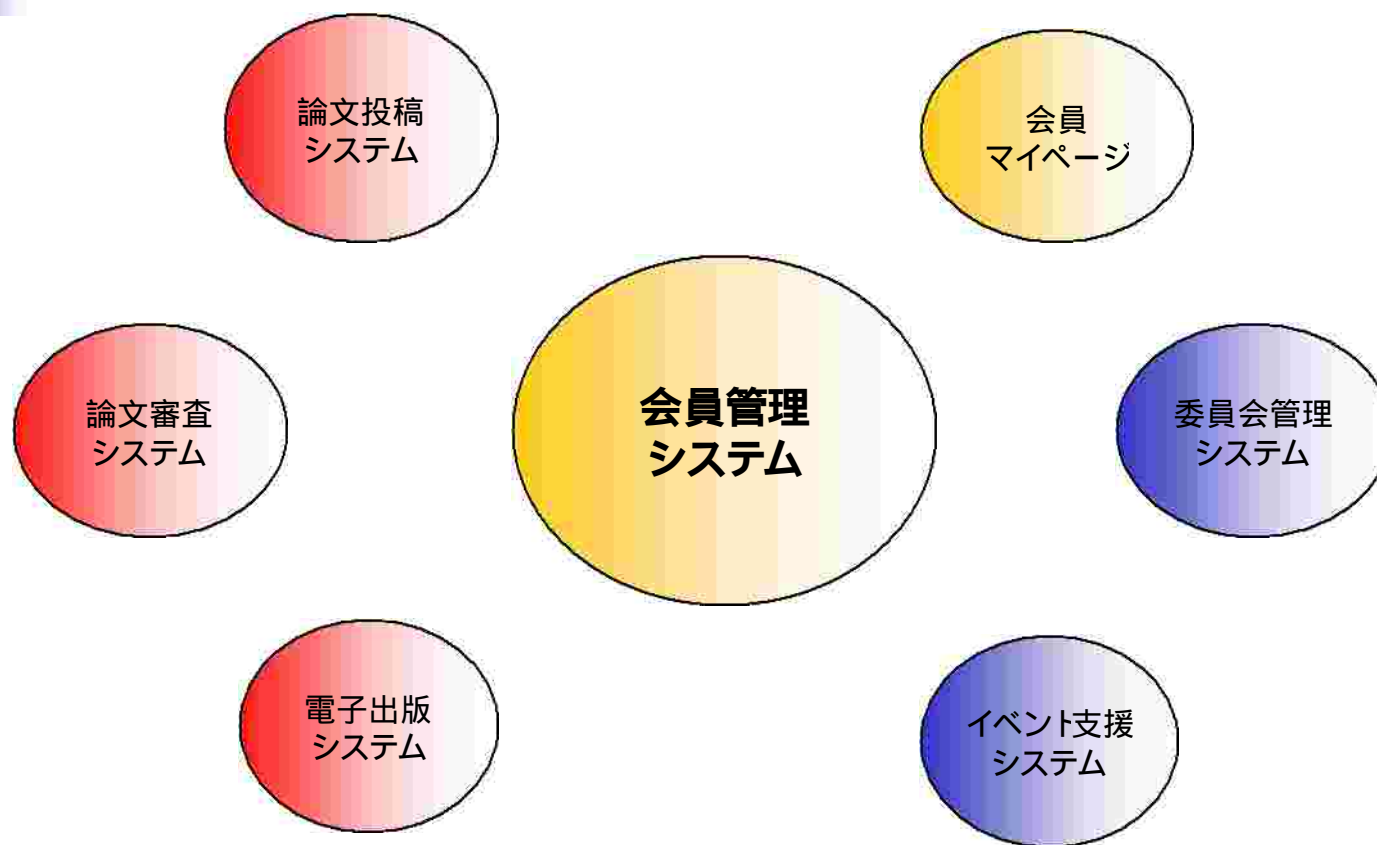 論文投稿
システム
会員
マイページ
会員管理
システム
論文審査
システム
委員会管理
システム
電子出版
システム
イベント支援
システム